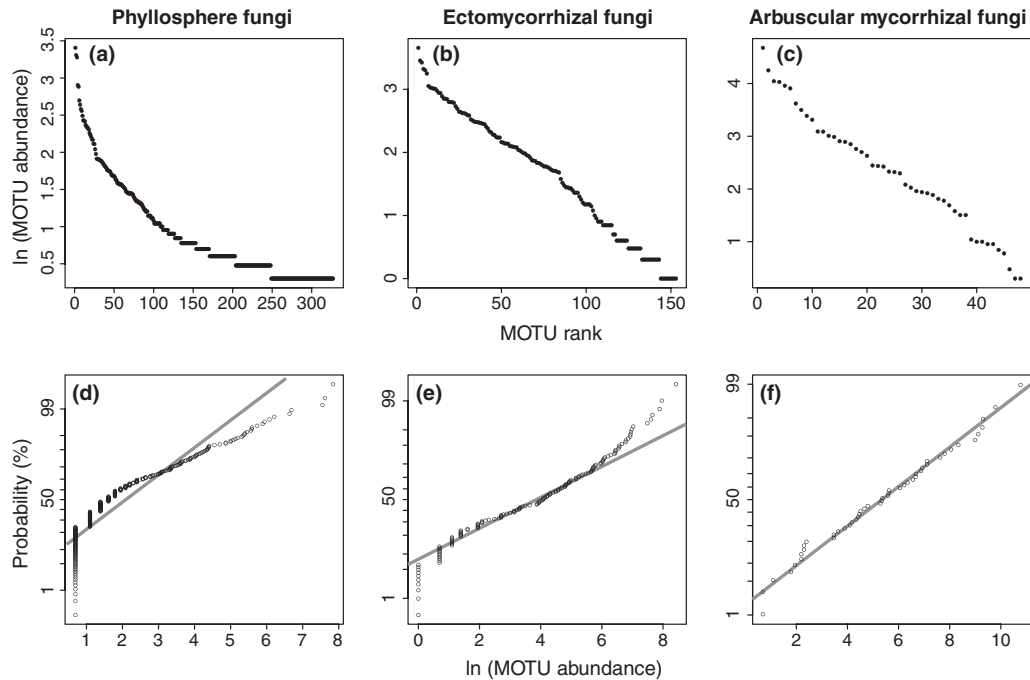 Phyllosphere fungi
Ectomycorrhizal fungi
Arbuscular mycorrhizal fungi
(a)
(b)
(c)
ln (MOTU abundance)
3.5
3
2.5
2
1.5
1
0.5
0 50 100 150 200 250 300
3
2
1
0
0 50 100 150
4
3
2
1
0 10 20 30 40
MOTU rank
(d)
(e)
(f)
Probability (%)
99
50
1
1 2 3 4 5 6 7 8
99
50
1
0 2 4 6 8
99
50
1
2 4 6 8 10
ln (MOTU abundance)